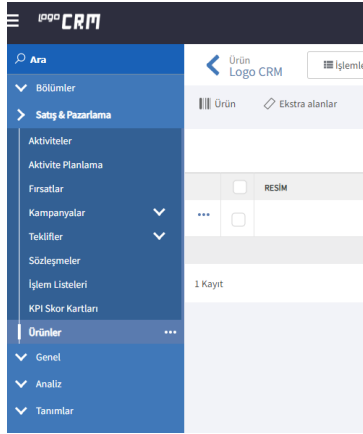 logo CRM
Ara
Bölümler
Satış & Pazarlama
Aktiviteler
Aktivite Planlama
Fırsatlar
Kampanyalar
Teklifler
Sözleşmeler
İşlem Listeleri
KPI Skor Kartları
Ürünler
Genel
Analiz
Tanımlar
Ürün
Logo CRM
İşlemle
Ürün
Ekstra alanlar
RESİM
1 Kayıt